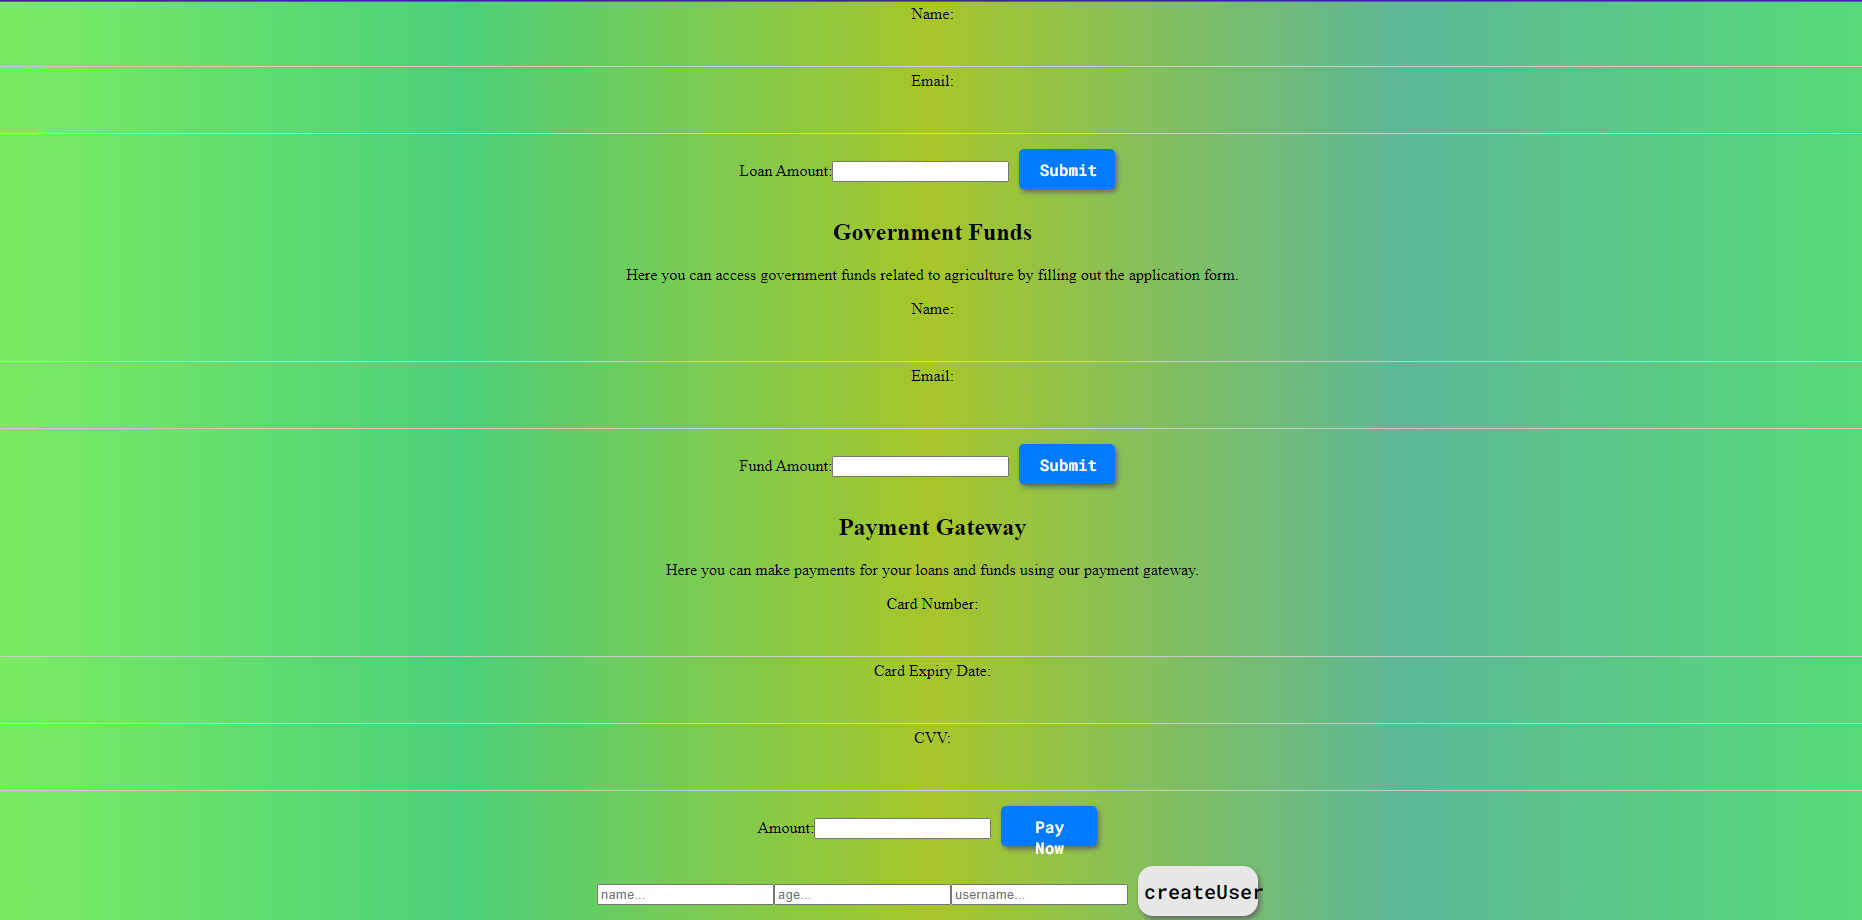 Name:
Email:
Loan Amount: Submit
Government Funds
Here you can access government funds related to agriculture by filling out the application form.
Name:
Email:
Fund Amount: Submit
Payment Gateway
Here you can make payments for your loans and funds using our payment gateway.
Card Number:
Card Expiry Date:
CVV:
Amount: Pay
Now
name... age... username... createUser